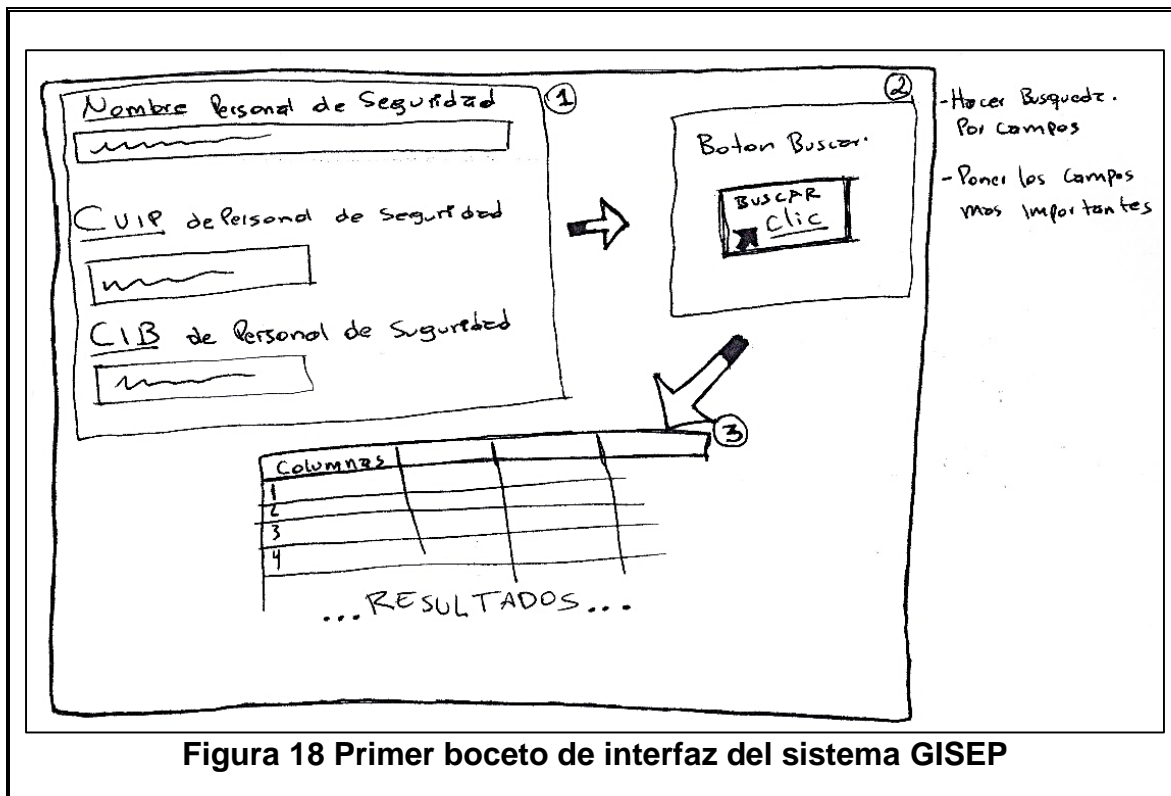 Nombre Personal de Seguridad
1
CUIP de Personal de Seguridad
CIB de Personal de Suguridad
2
Boton Buscar.
BUSCAR
Clic
- Hacer Busqueda.
Por campos
- Poner los campos
mas importantes
3
Columnas
1
2
3
4
...RESULTADOS...
Figura 18 Primer boceto de interfaz del sistema GISEP